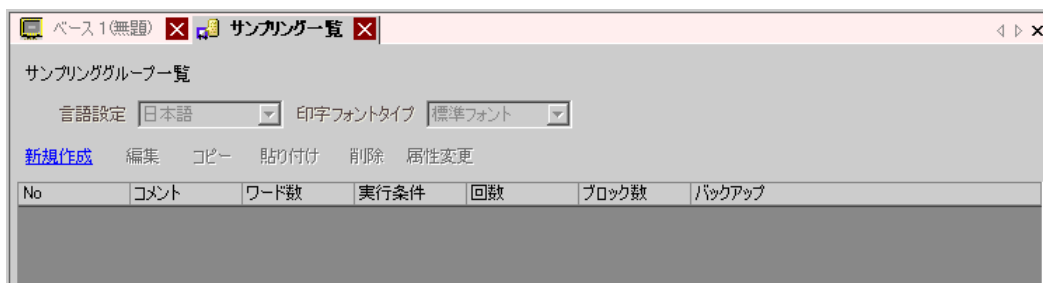 ベース 1(無題) サンプリング一覧
サンプリンググループ一覧
言語設定 日本語 印字フォントタイプ 標準フォント
新規作成 編集 コピー 貼り付け 削除 属性変更
No コメント ワード数 実行条件 回数 ブロック数 バックアップ